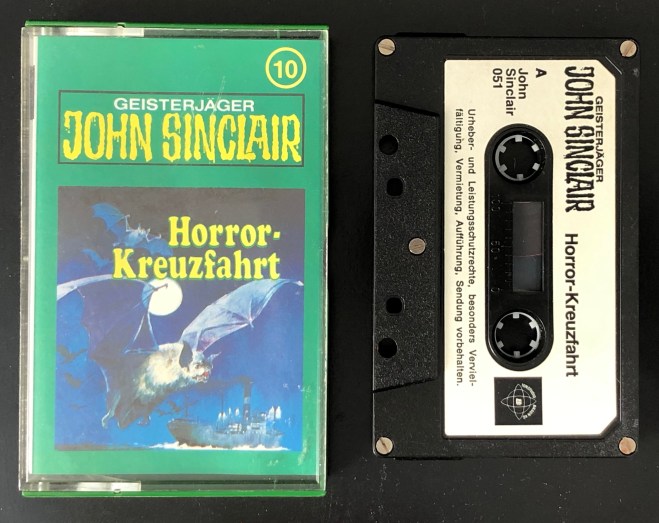 10
GEISTERJÄGER
JOHN SINCLAIR
Horror-
Kreuzfahrt
GEISTERJÄGER
JOHN SINCLAIR
Horror-Kreuzfahrt
A
John
Sinclair
051
Urheber- und Leistungsschutzrechte, besonders Verviel-
fältigung, Vermietung, Aufführung, Sendung vorbehalten.